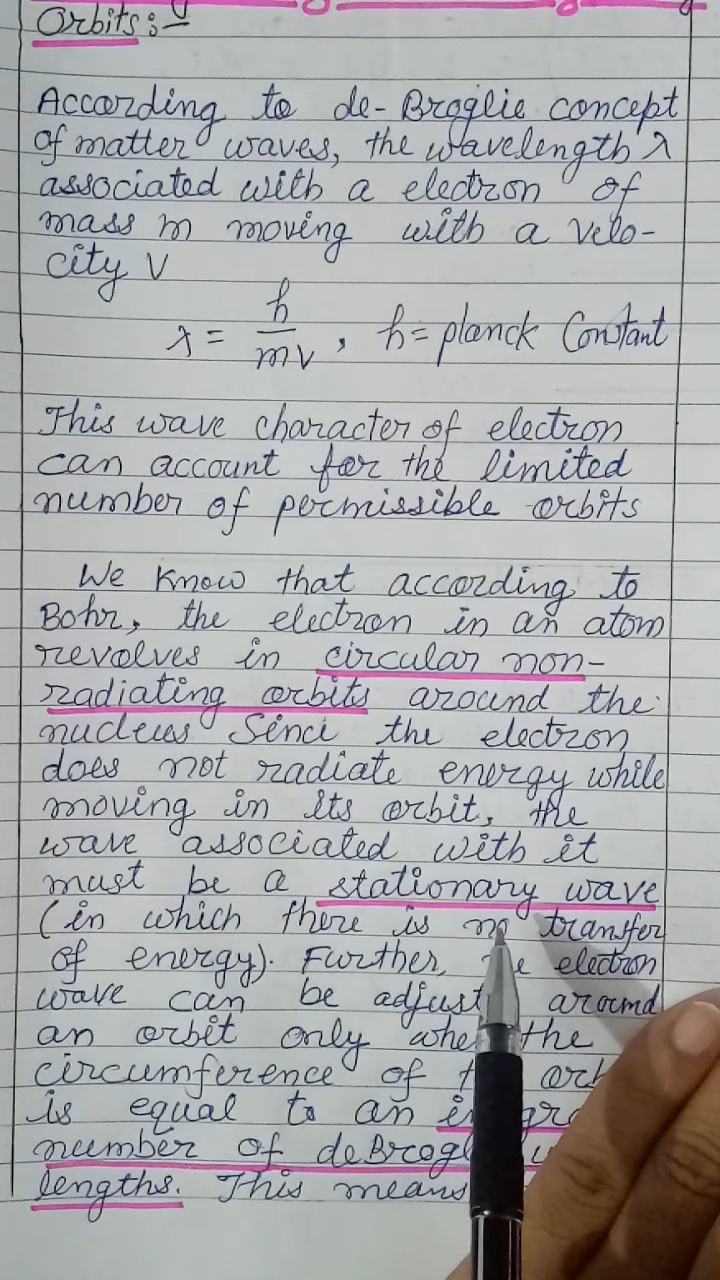 Orbits :-
According to de-Broglie concept
of matter waves, the wavelength λ
associated with a electron of
mass m moving with a velo-
city v
λ = h/mv , h = planck Constant
This wave character of electron
can account for the limited
number of permissible orbits
We know that according to
Bohr, the electron in an atom
revolves in circular non-
radiating orbits around the
nucleus Since the electron
does not radiate energy while
moving in its orbit, the
wave associated with it
must be a stationary wave
(in which there is no transfer
of energy). Further, the electron
wave can be adjust around
an orbit only when the
circumference of
is equal to an
number of deBrogl
lengths. This means